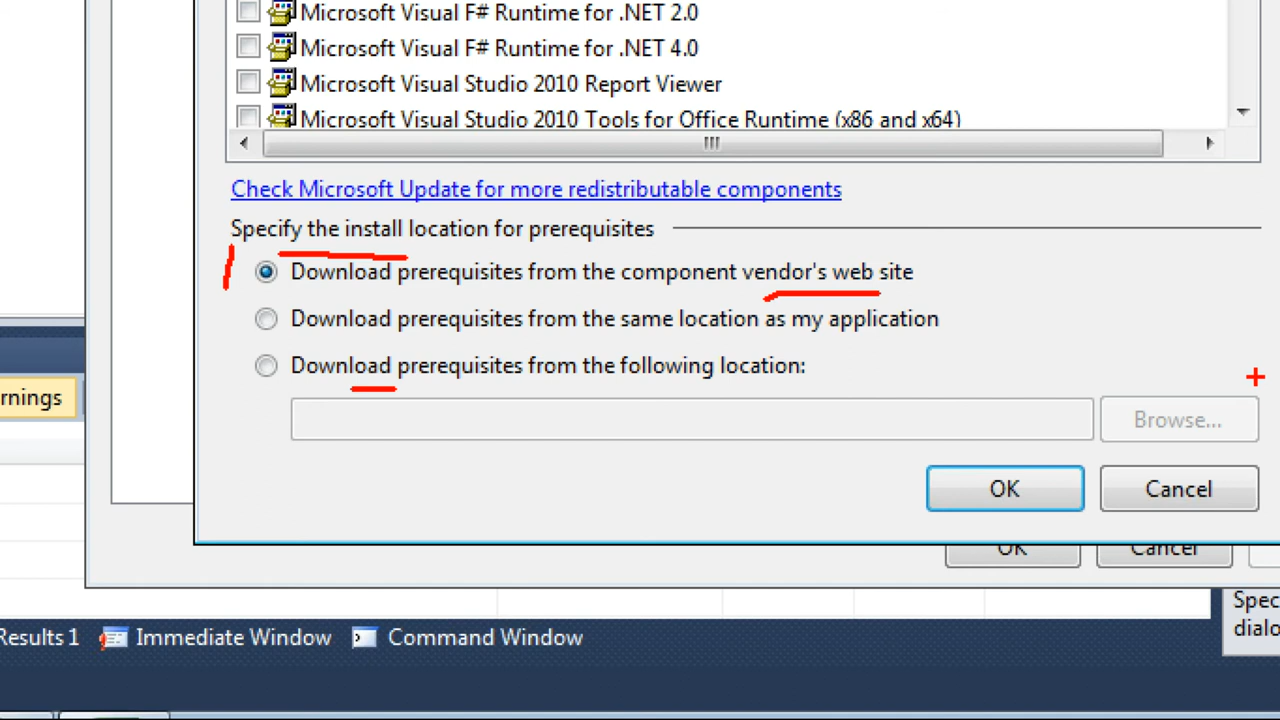 Microsoft Visual F# Runtime for .NET 2.0
Microsoft Visual F# Runtime for .NET 4.0
Microsoft Visual Studio 2010 Report Viewer
Microsoft Visual Studio 2010 Tools for Office Runtime (x86 and x64)
Check Microsoft Update for more redistributable components
Specify the install location for prerequisites
Download prerequisites from the component vendor's web site
Download prerequisites from the same location as my application
Download prerequisites from the following location:
rnings
Browse...
OK Cancel
OK Cancel
Spec
dialo
Results 1 Immediate Window Command Window